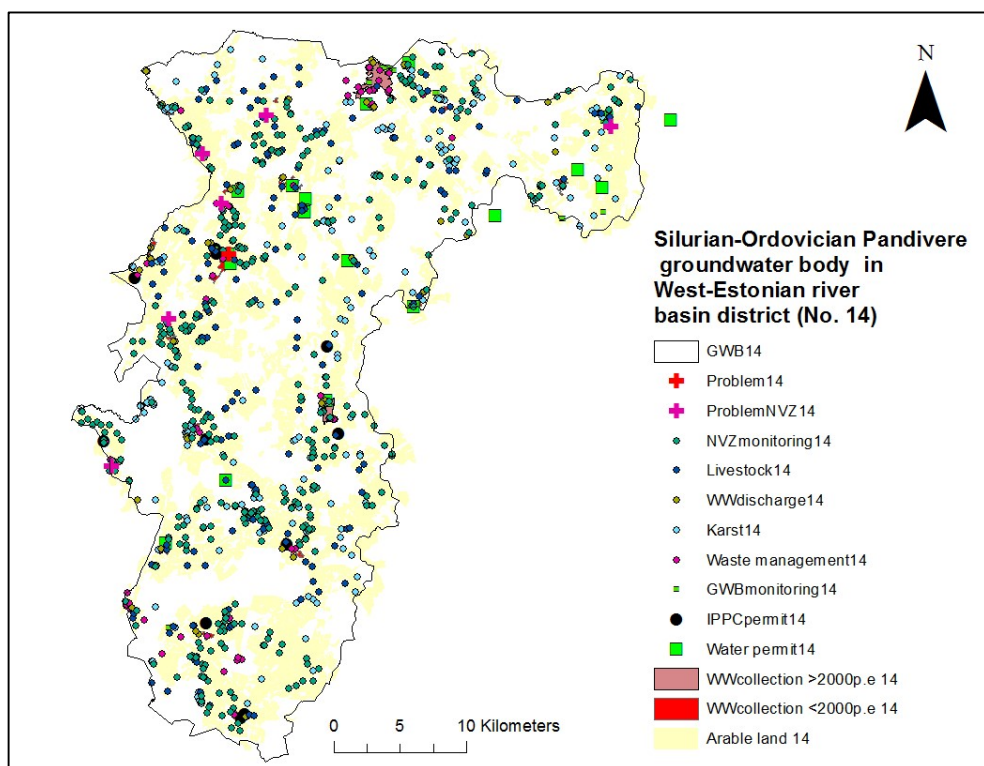 N
Silurian-Ordovician Pandivere
groundwater body in
West-Estonian river
basin district (No. 14)
GWB14
Problem14
ProblemNVZ14
NVZmonitoring14
Livestock14
WWdischarge14
Karst14
Waste management14
GWBmonitoring14
IPPCpermit14
Water permit14
WWcollection >2000p.e 14
WWcollection <2000p.e 14
Arable land 14
0 5 10 Kilometers